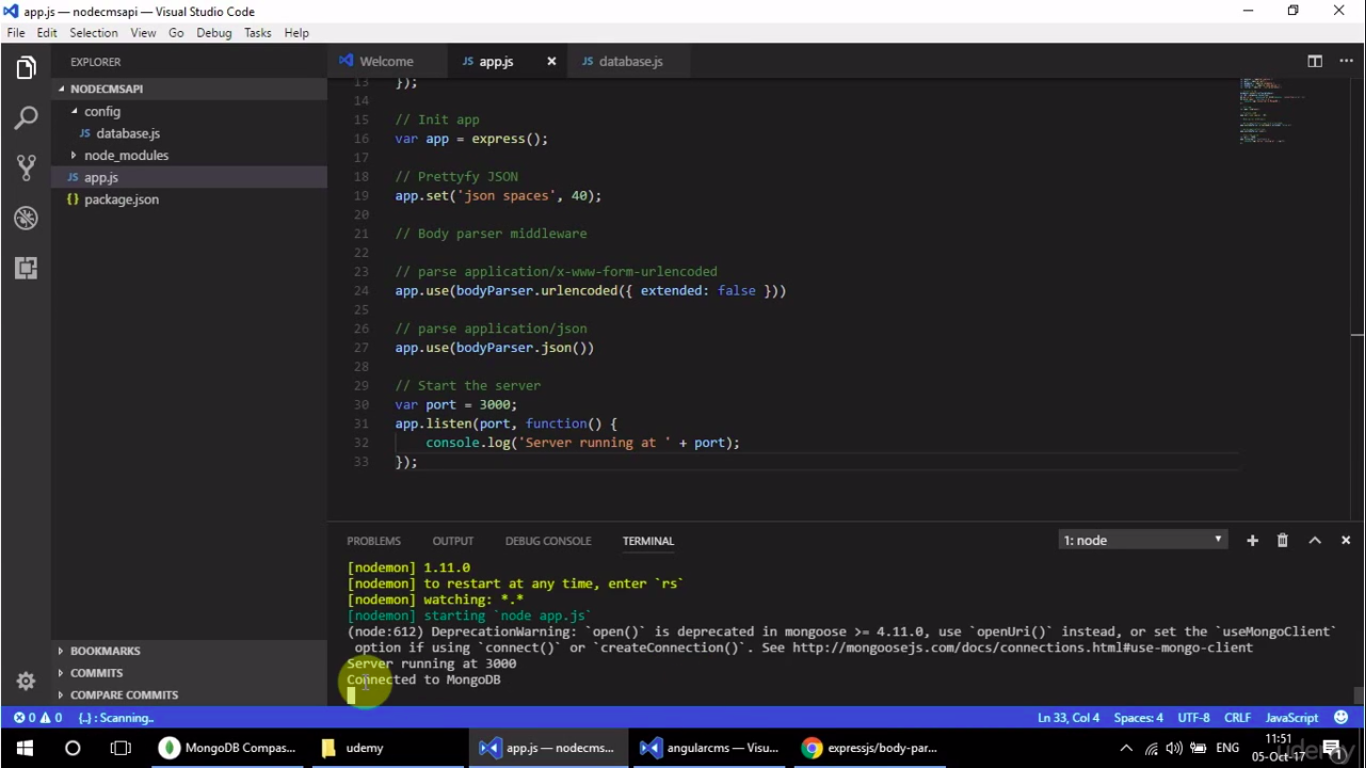 app.js — nodecmsapi — Visual Studio Code
File Edit Selection View Go Debug Tasks Help
EXPLORER
NODECMSAPI
config
JS database.js
node_modules
JS app.js
{} package.json
BOOKMARKS
COMMITS
COMPARE COMMITS
Welcome JS app.js JS database.js
13 });
14
15 // Init app
16 var app = express();
17
18 // Prettyfy JSON
19 app.set('json spaces', 40);
20
21 // Body parser middleware
22
23 // parse application/x-www-form-urlencoded
24 app.use(bodyParser.urlencoded({ extended: false }))
25
26 // parse application/json
27 app.use(bodyParser.json())
28
29 // Start the server
30 var port = 3000;
31 app.listen(port, function() {
32 console.log('Server running at ' + port);
33 });
PROBLEMS OUTPUT DEBUG CONSOLE TERMINAL 1: node
[nodemon] 1.11.0
[nodemon] to restart at any time, enter `rs`
[nodemon] watching: *.*
[nodemon] starting `node app.js`
(node:612) DeprecationWarning: `open()` is deprecated in mongoose >= 4.11.0, use `openUri()` instead, or set the `useMongoClient`
option if using `connect()` or `createConnection()`. See http://mongoosejs.com/docs/connections.html#use-mongo-client
Server running at 3000
Connected to MongoDB
0 0 {..} : Scanning.. Ln 33, Col 4 Spaces: 4 UTF-8 CRLF JavaScript
MongoDB Compas... udemy app.js — nodecms... angularcms — Visu... expressjs/body-par... ENG 11:51
05-Oct-17
udemy
1